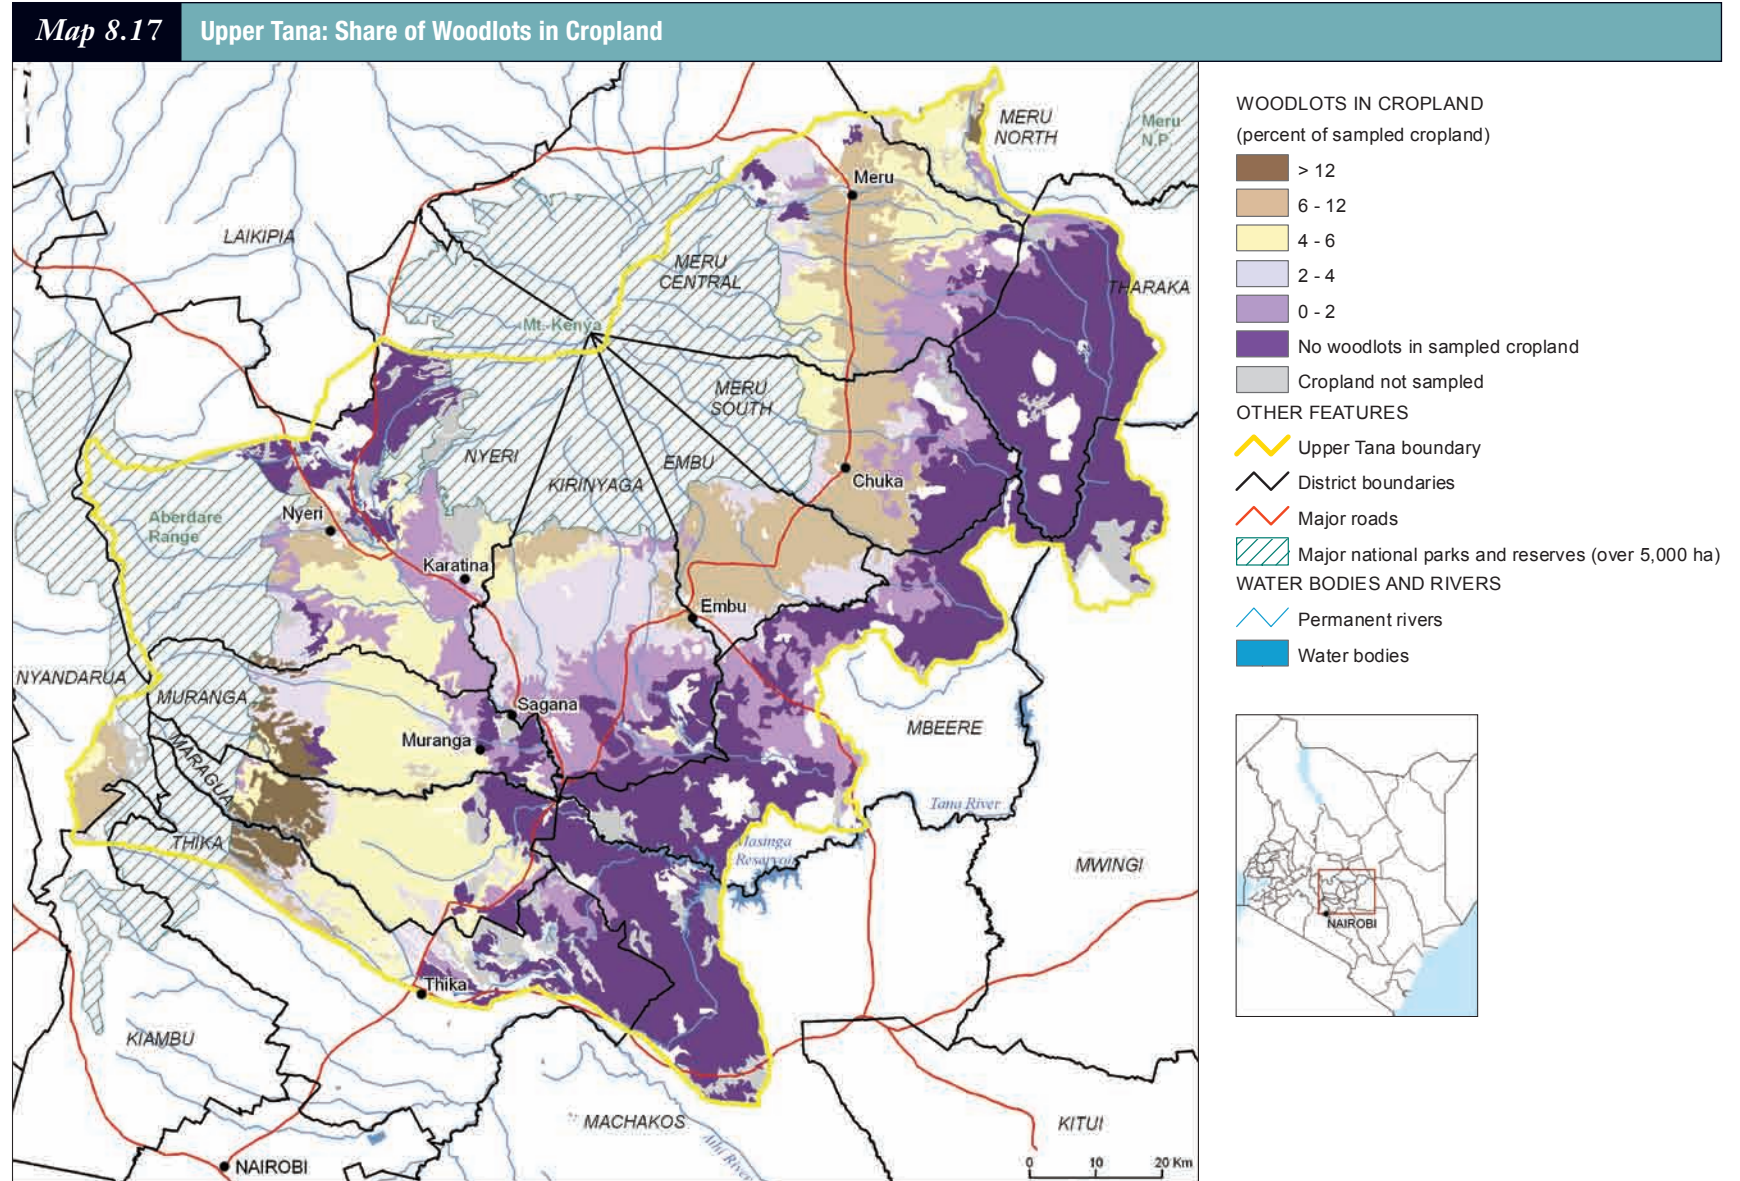 Map 8.17
Upper Tana: Share of Woodlots in Cropland
MERU
NORTH
Meru
N.P.
Meru
LAIKIPIA
MERU
CENTRAL
THARAKA
Mt. Kenya
MERU
SOUTH
NYERI
EMBU
KIRINYAGA
Chuka
Nyeri
Aberdare
Range
Karatina
Embu
NYANDARUA
MURANGA
Sagana
MBEERE
Muranga
MARAGUA
Tana River
THIKA
Masinga
Reservoir
MWINGI
Thika
KIAMBU
MACHAKOS
KITUI
Athi River
NAIROBI
0 10 20 Km
WOODLOTS IN CROPLAND
(percent of sampled cropland)
> 12
6 - 12
4 - 6
2 - 4
0 - 2
No woodlots in sampled cropland
Cropland not sampled
OTHER FEATURES
Upper Tana boundary
District boundaries
Major roads
Major national parks and reserves (over 5,000 ha)
WATER BODIES AND RIVERS
Permanent rivers
Water bodies
NAIROBI